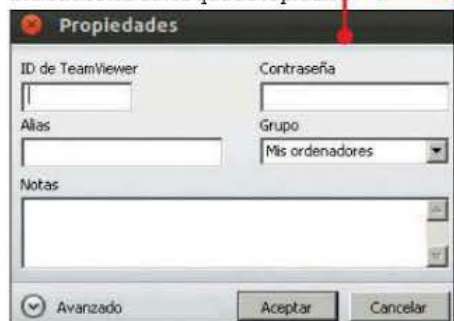 Propiedades
ID de TeamViewer
Contraseña
Alias
Grupo
Mis ordenadores
Notas
Avanzado
Aceptar
Cancelar